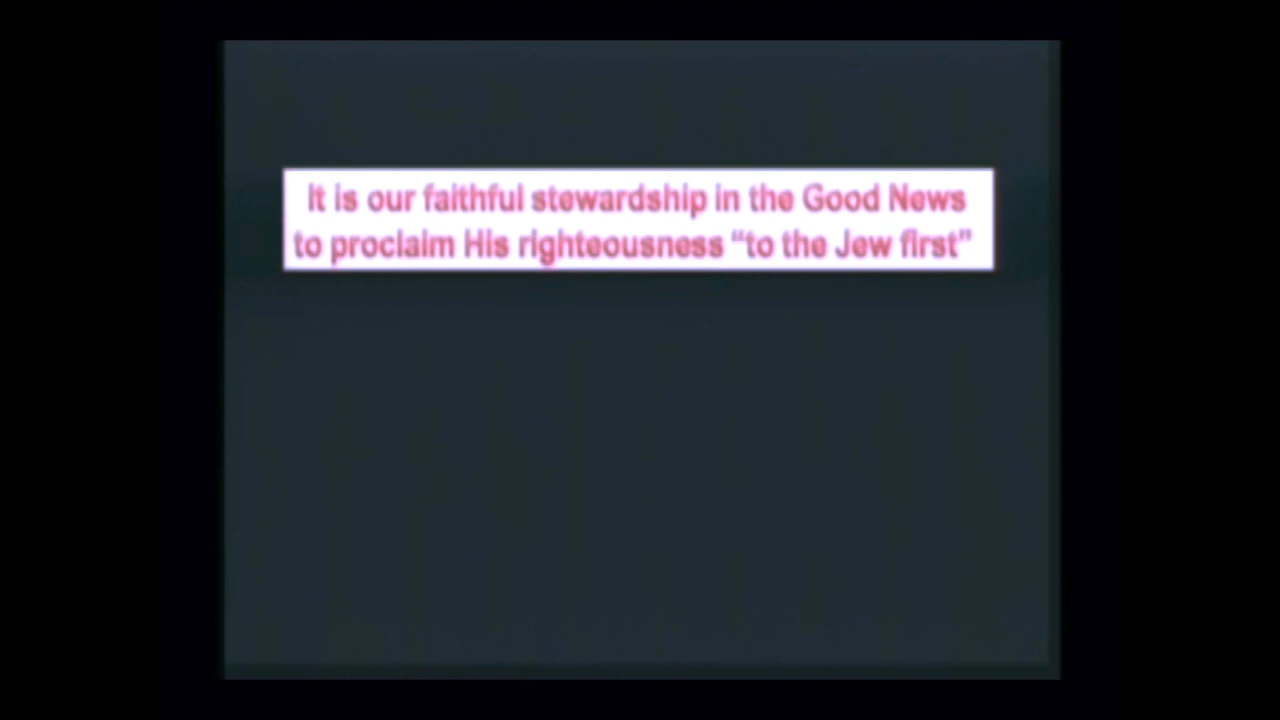 It is our faithful stewardship in the Good News
to proclaim His righteousness “to the Jew first”